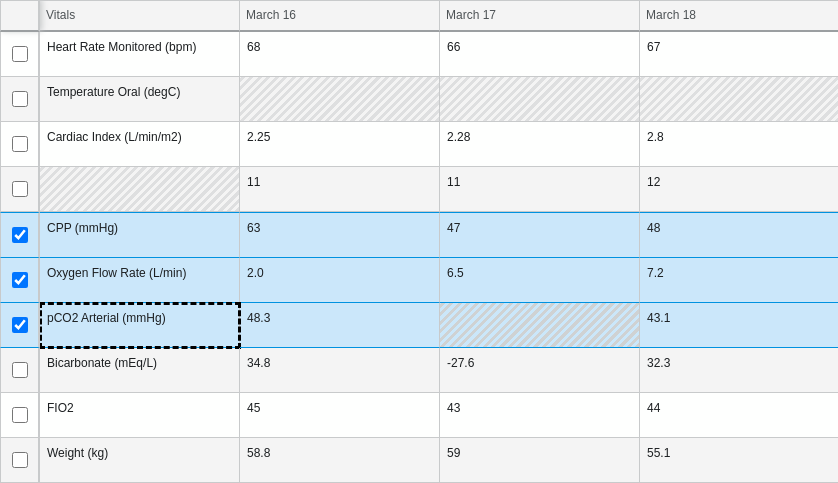 Vitals March 16 March 17 March 18
Heart Rate Monitored (bpm) 68 66 67
Temperature Oral (degC)
Cardiac Index (L/min/m2) 2.25 2.28 2.8
11 11 12
CPP (mmHg) 63 47 48
Oxygen Flow Rate (L/min) 2.0 6.5 7.2
pCO2 Arterial (mmHg) 48.3 43.1
Bicarbonate (mEq/L) 34.8 -27.6 32.3
FIO2 45 43 44
Weight (kg) 58.8 59 55.1